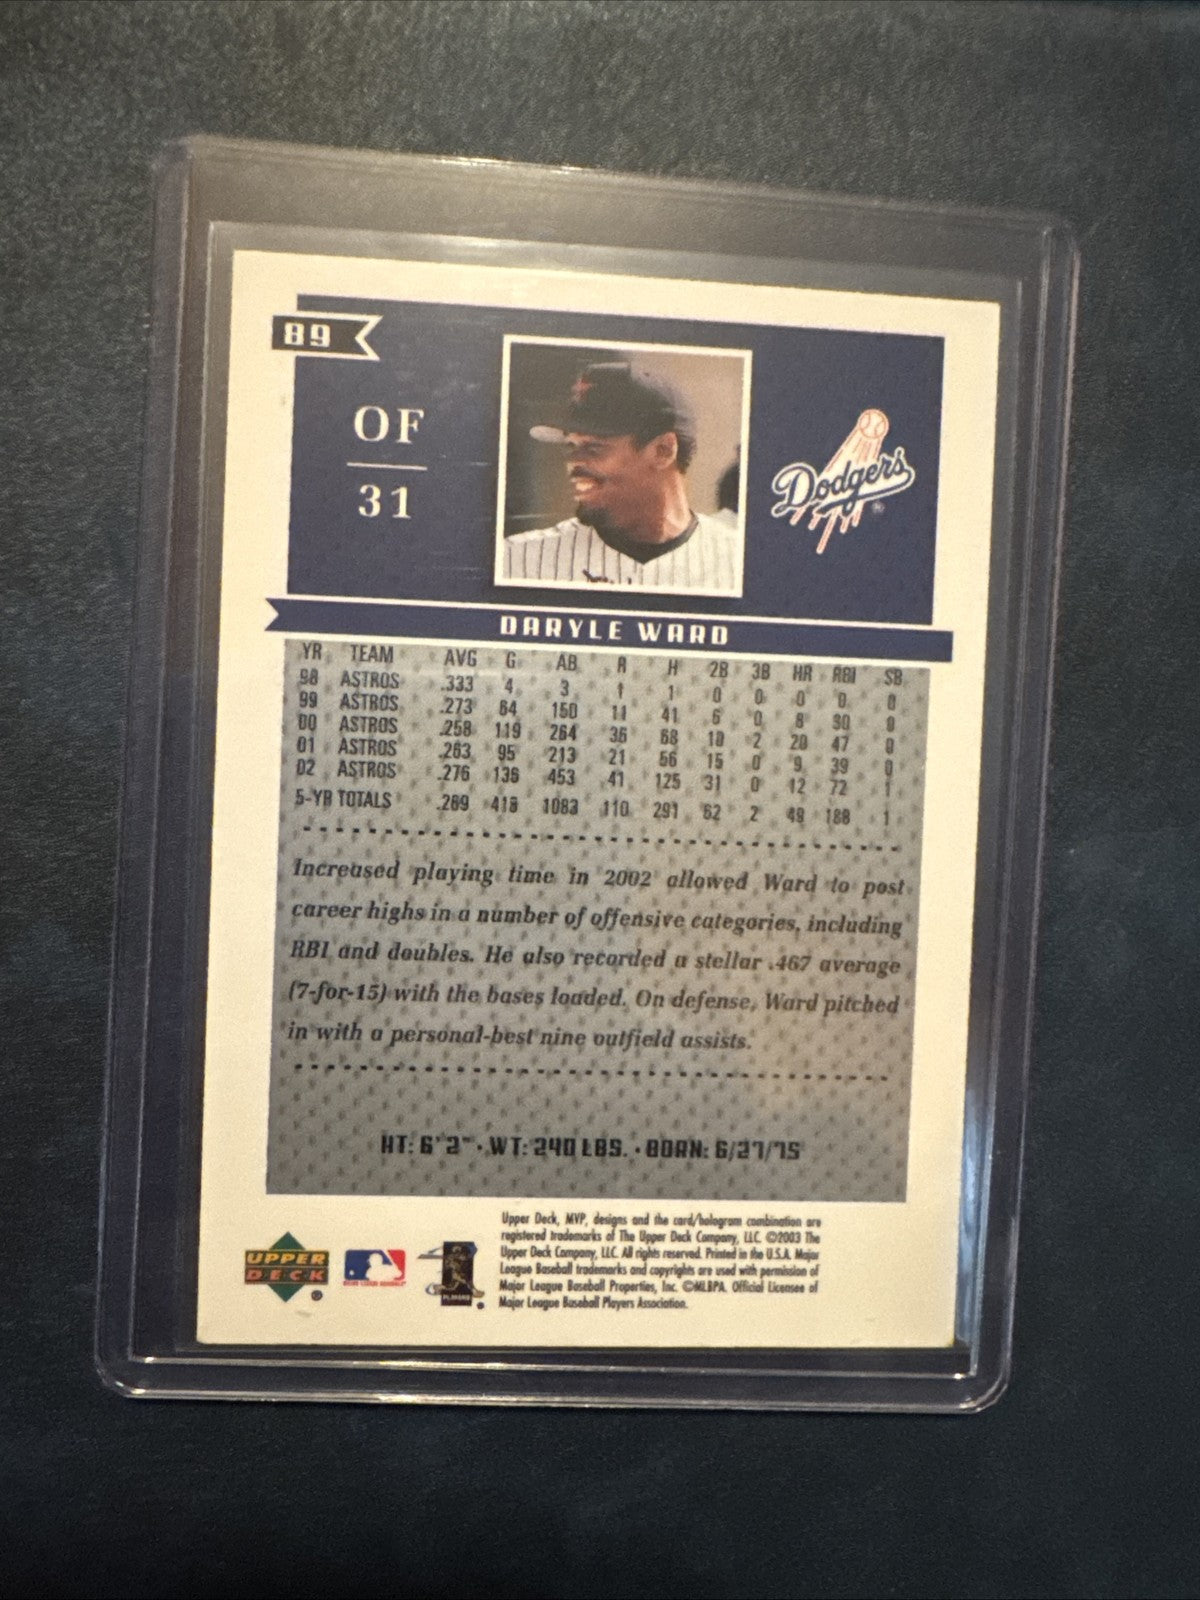 89
OF
31
Dodgers
DARYLE WARD
YR TEAM AVG G AB R H 2B 3B HR RBI SB
98 ASTROS .333 4 3 1 1 0 0 0 0 0
99 ASTROS .273 64 150 11 41 6 0 8 30 0
00 ASTROS .258 119 264 36 68 10 2 20 47 0
01 ASTROS .263 95 213 21 56 15 0 9 39 0
02 ASTROS .276 136 453 41 125 31 0 12 72 1
5-YR TOTALS .269 418 1083 110 291 62 2 49 188 1
Increased playing time in 2002 allowed Ward to post
career highs in a number of offensive categories, including
RBI and doubles. He also recorded a stellar .467 average
(7-for-15) with the bases loaded. On defense, Ward pitched
in with a personal-best nine outfield assists.
HT: 6'2" · WT: 240 LBS. · BORN: 6/27/75
Upper Deck, MVP, designs and the card/hologram combination are
registered trademarks of The Upper Deck Company, LLC. ©2003 The
Upper Deck Company, LLC. All rights reserved. Printed in the U.S.A. Major
League Baseball trademarks and copyrights are used with permission of
Major League Baseball Properties, Inc. ©MLBPA. Official Licensee of
Major League Baseball Players Association.
UPPER
DECK